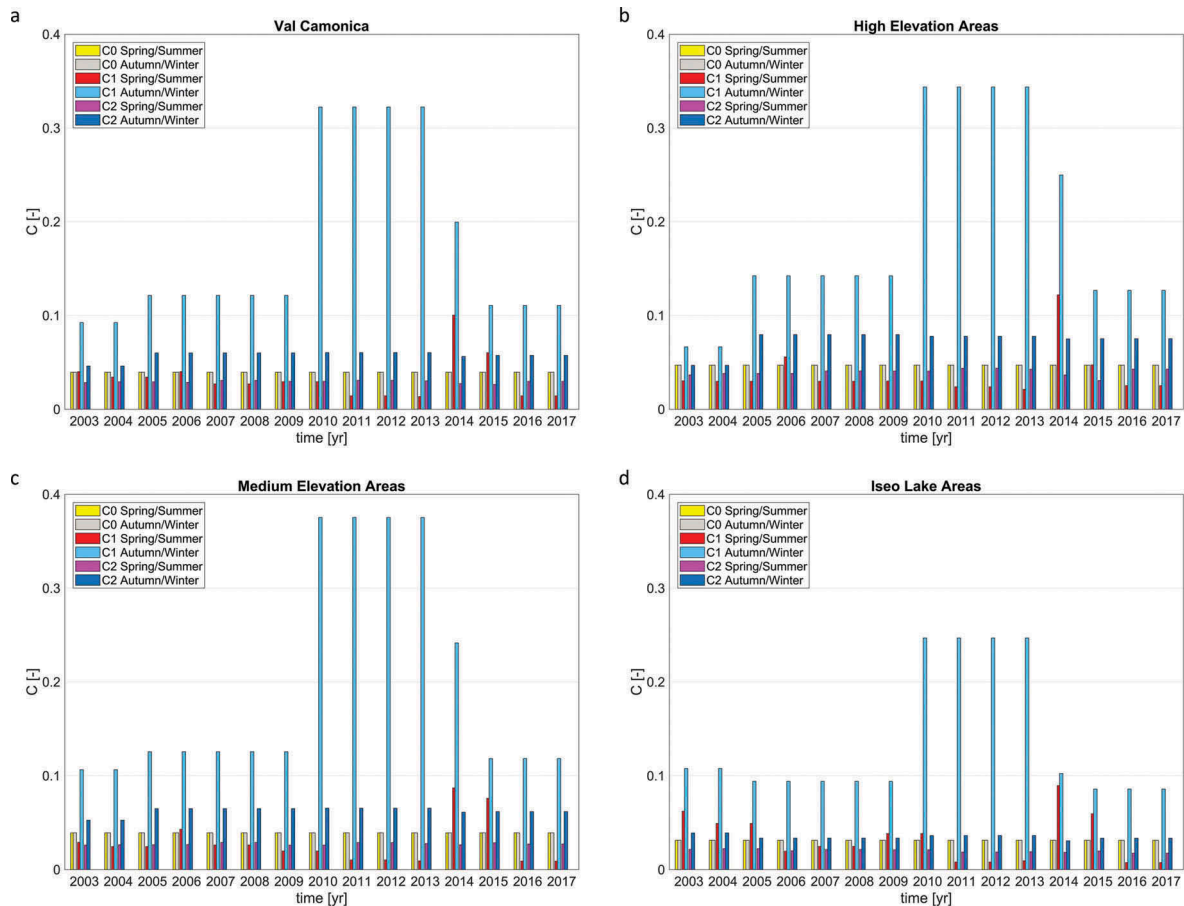 a
Val Camonica
0.4
C0 Spring/Summer
C0 Autumn/Winter
C1 Spring/Summer
C1 Autumn/Winter
C2 Spring/Summer
C2 Autumn/Winter
0.3
C [-]
0.2
0.1
0
2003 2004 2005 2006 2007 2008 2009 2010 2011 2012 2013 2014 2015 2016 2017
time [yr]
b
High Elevation Areas
0.4
C0 Spring/Summer
C0 Autumn/Winter
C1 Spring/Summer
C1 Autumn/Winter
C2 Spring/Summer
C2 Autumn/Winter
0.3
C [-]
0.2
0.1
0
2003 2004 2005 2006 2007 2008 2009 2010 2011 2012 2013 2014 2015 2016 2017
time [yr]
c
Medium Elevation Areas
0.4
C0 Spring/Summer
C0 Autumn/Winter
C1 Spring/Summer
C1 Autumn/Winter
C2 Spring/Summer
C2 Autumn/Winter
0.3
C [-]
0.2
0.1
0
2003 2004 2005 2006 2007 2008 2009 2010 2011 2012 2013 2014 2015 2016 2017
time [yr]
d
Iseo Lake Areas
0.4
C0 Spring/Summer
C0 Autumn/Winter
C1 Spring/Summer
C1 Autumn/Winter
C2 Spring/Summer
C2 Autumn/Winter
0.3
C [-]
0.2
0.1
0
2003 2004 2005 2006 2007 2008 2009 2010 2011 2012 2013 2014 2015 2016 2017
time [yr]